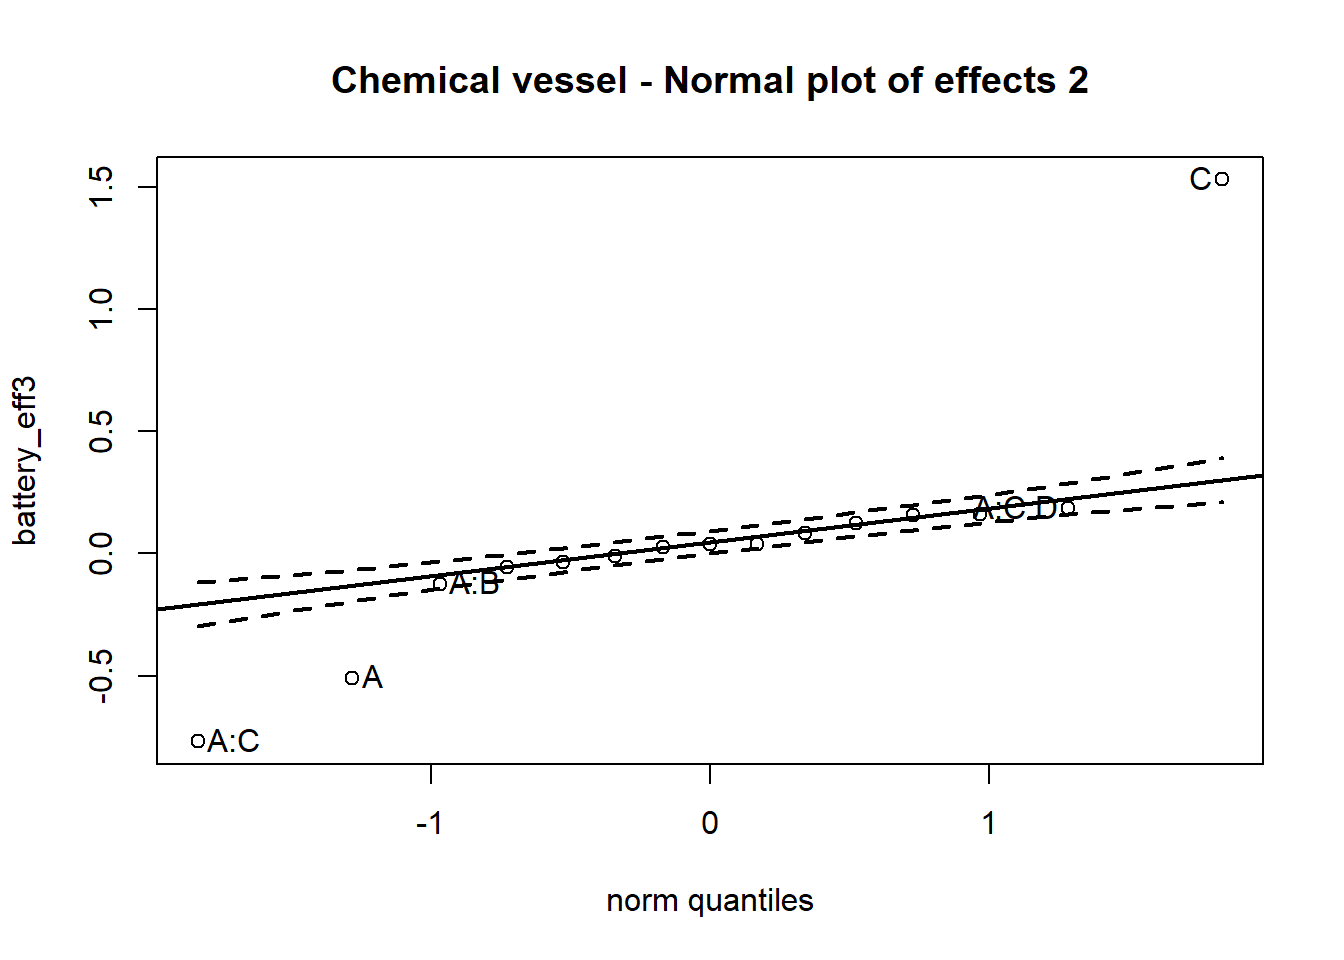 Chemical vessel - Normal plot of effects 2
battery_eff3
1.5
1.0
0.5
0.0
-0.5
C
A:C:D
A:B
A
A:C
-1
0
1
norm quantiles